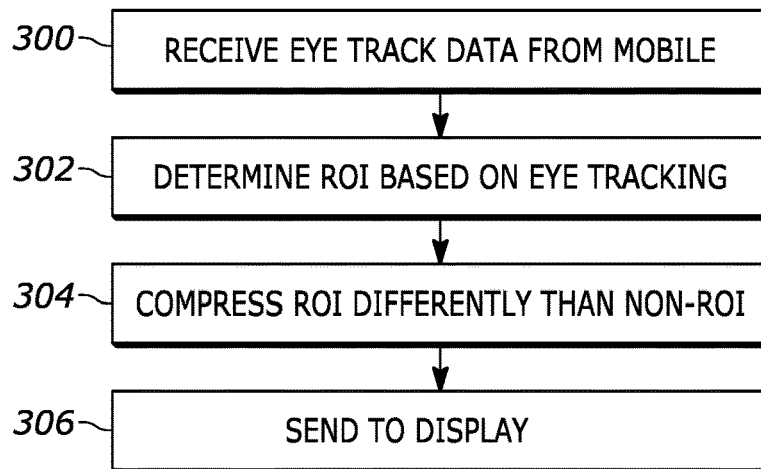 300 RECEIVE EYE TRACK DATA FROM MOBILE
302 DETERMINE ROI BASED ON EYE TRACKING
304 COMPRESS ROI DIFFERENTLY THAN NON-ROI
306 SEND TO DISPLAY